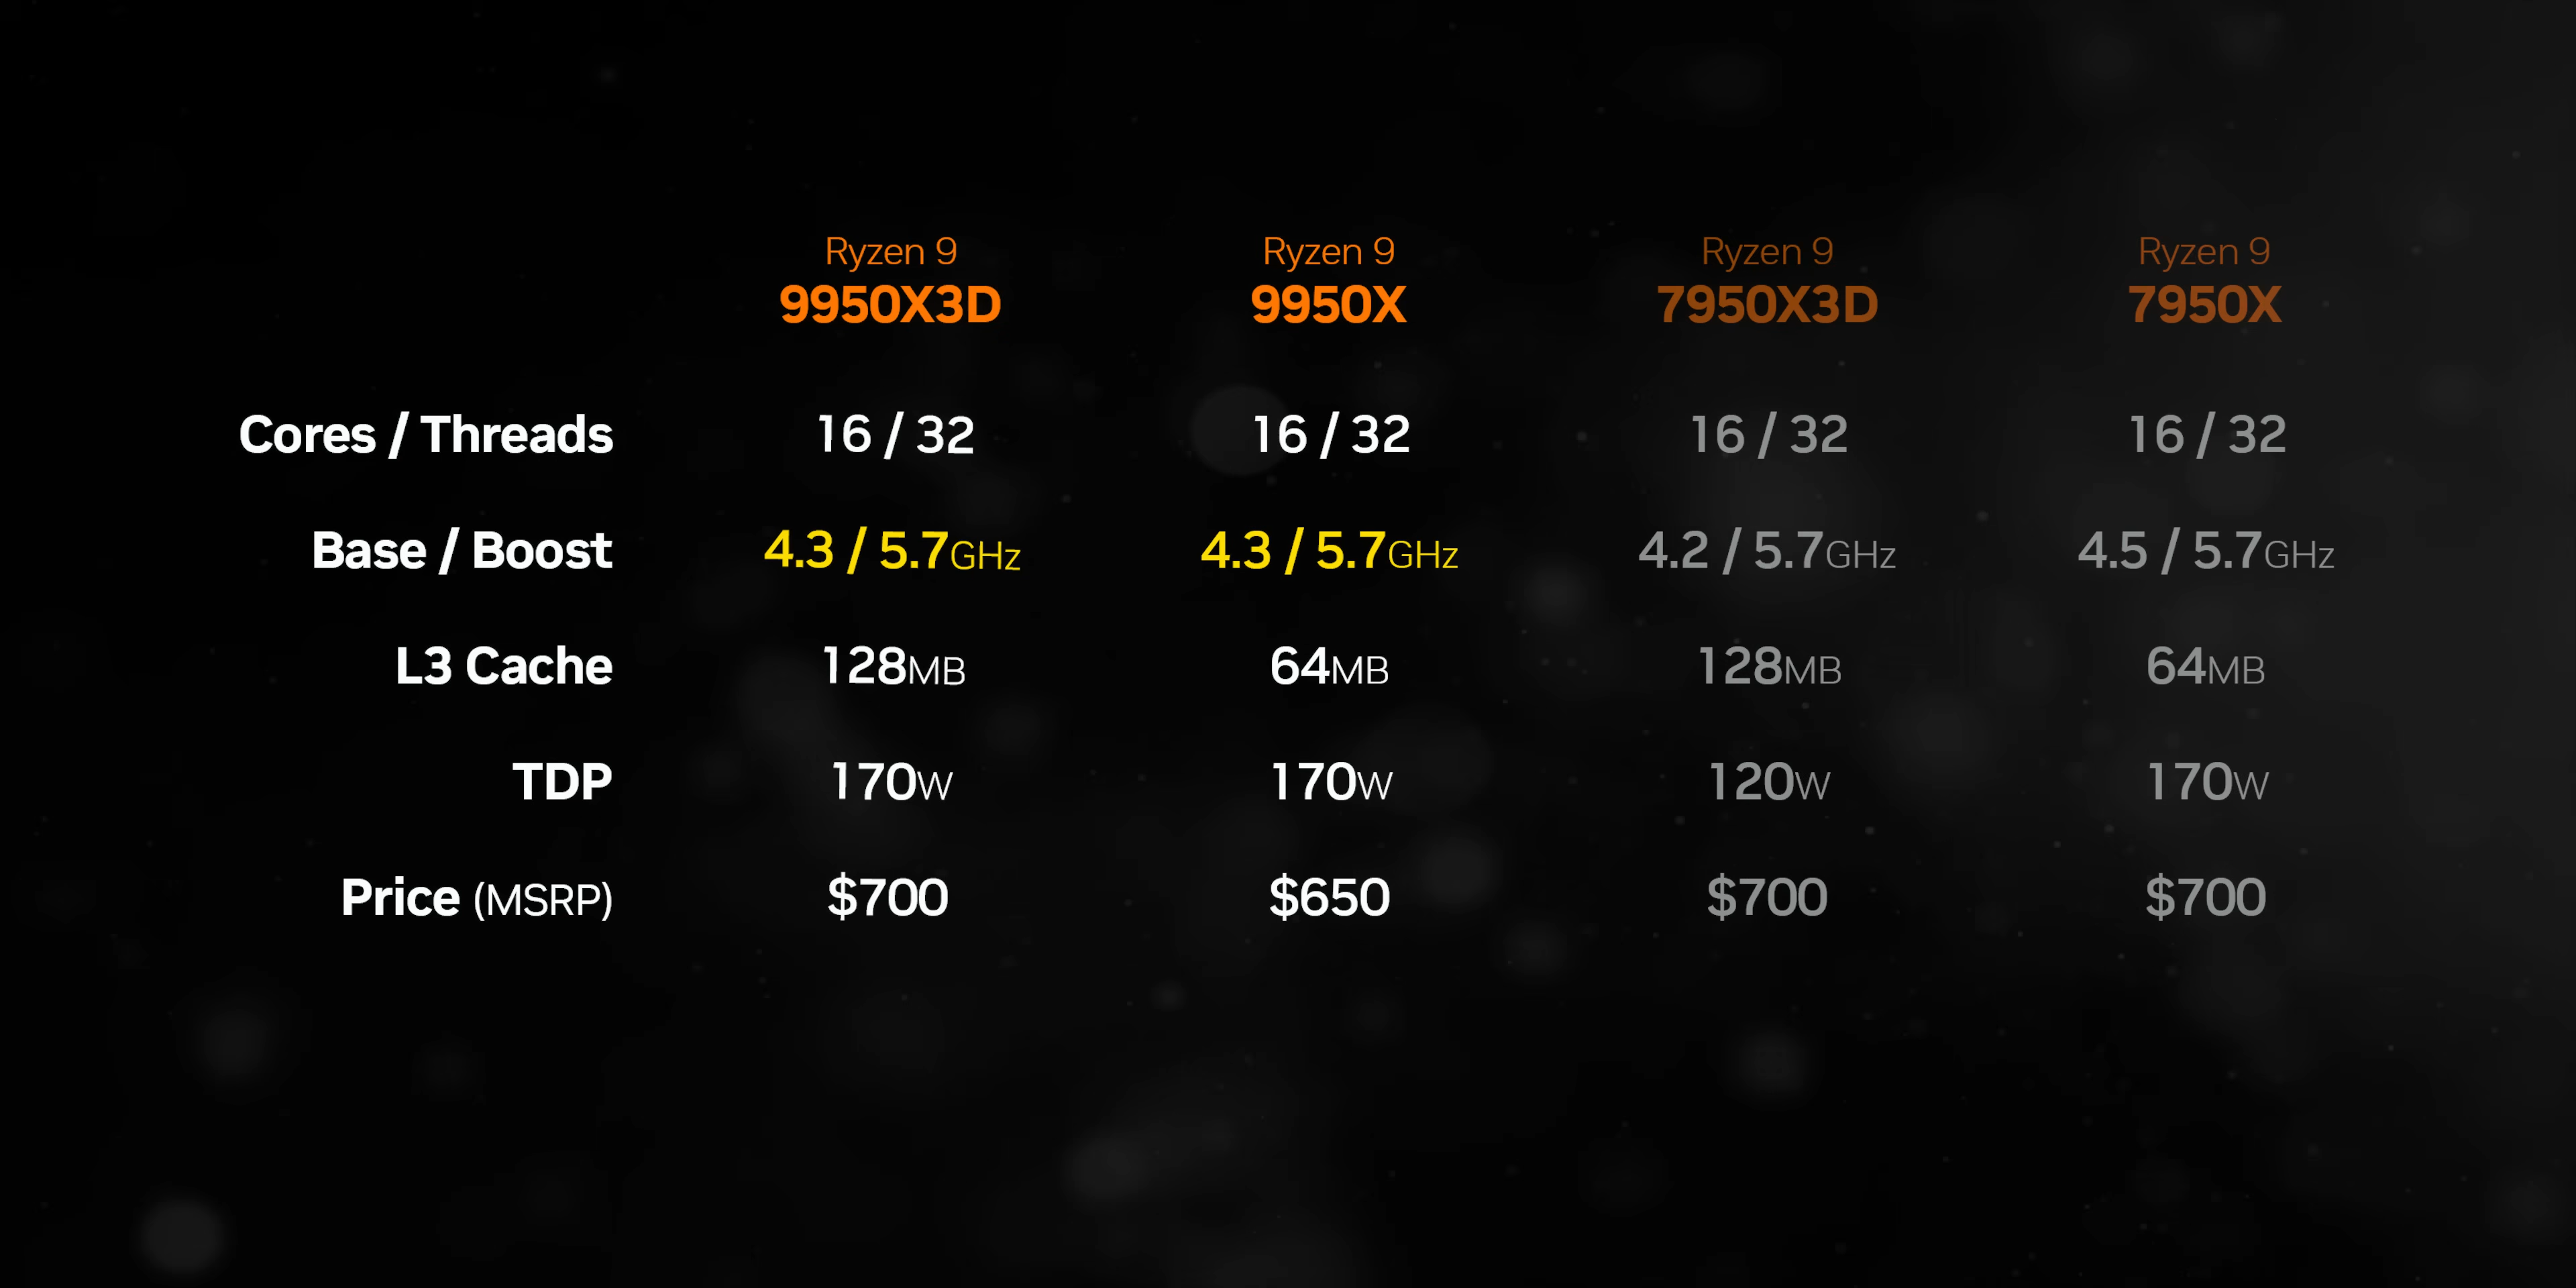 Ryzen 9 Ryzen 9 Ryzen 9 Ryzen 9
9950X3D 9950X 7950X3D 7950X
Cores / Threads 16 / 32 16 / 32 16 / 32 16 / 32
Base / Boost 4.3 / 5.7GHz 4.3 / 5.7GHz 4.2 / 5.7GHz 4.5 / 5.7GHz
L3 Cache 128MB 64MB 128MB 64MB
TDP 170W 170W 120W 170W
Price (MSRP) $700 $650 $700 $700